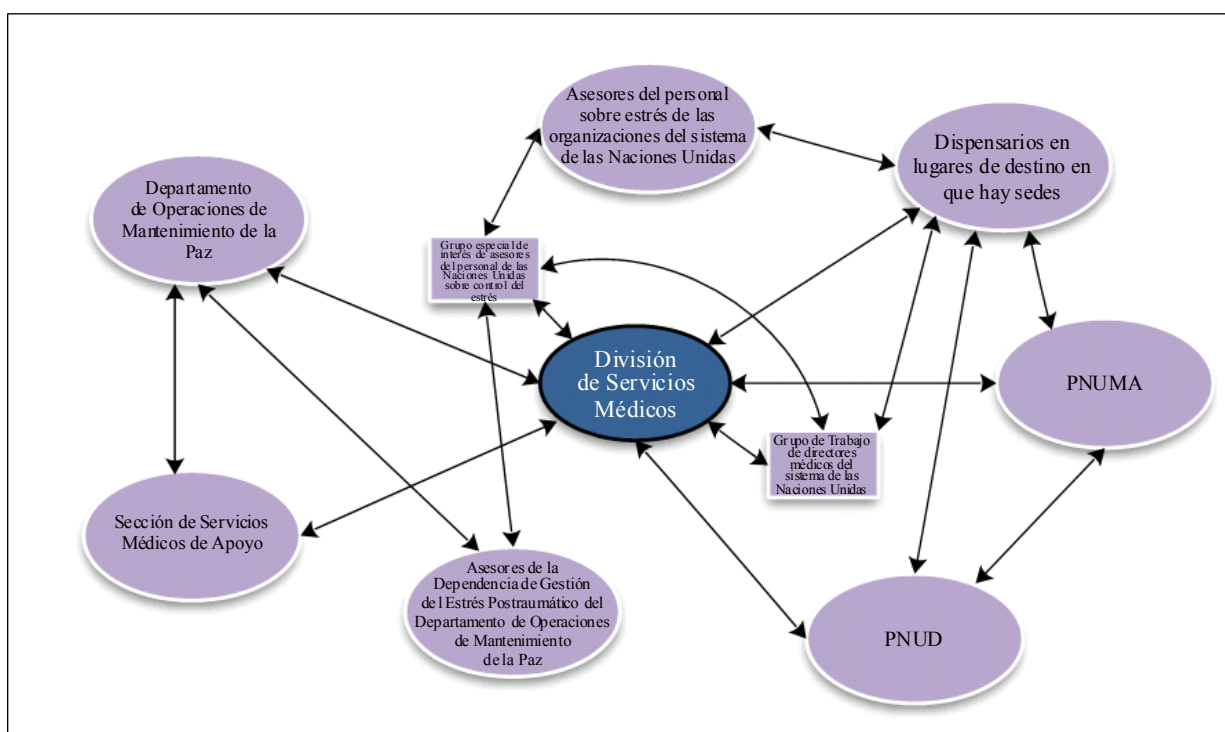 Asesores del personal
sobre estrés de las
organizaciones del sistema
de las Naciones Unidas
Dispensarios en
lugares de destino en
que hay sedes
Departamento
de Operaciones de
Mantenimiento de la
Paz
Grupo especial de
interés de asesores
del personal de las
Naciones Unidas
sobre control del
estrés
División
de Servicios
Médicos
PNUMA
Grupo de Trabajo
de directores
médicos del
sistema de las
Naciones Unidas
Sección de Servicios
Médicos de Apoyo
Asesores de la
Dependencia de Gestión
del Estrés Postraumático del
Departamento de Operaciones
de Mantenimiento
de la Paz
PNUD